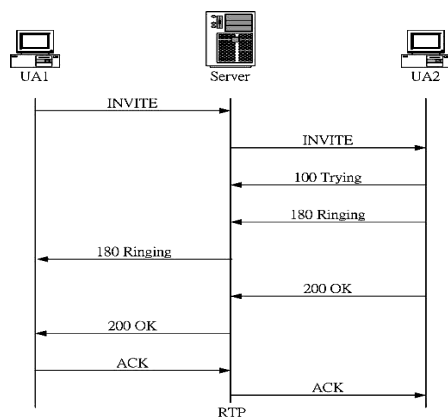 UA1
Server
UA2
INVITE
INVITE
100 Trying
180 Ringing
180 Ringing
200 OK
200 OK
ACK
ACK
RTP